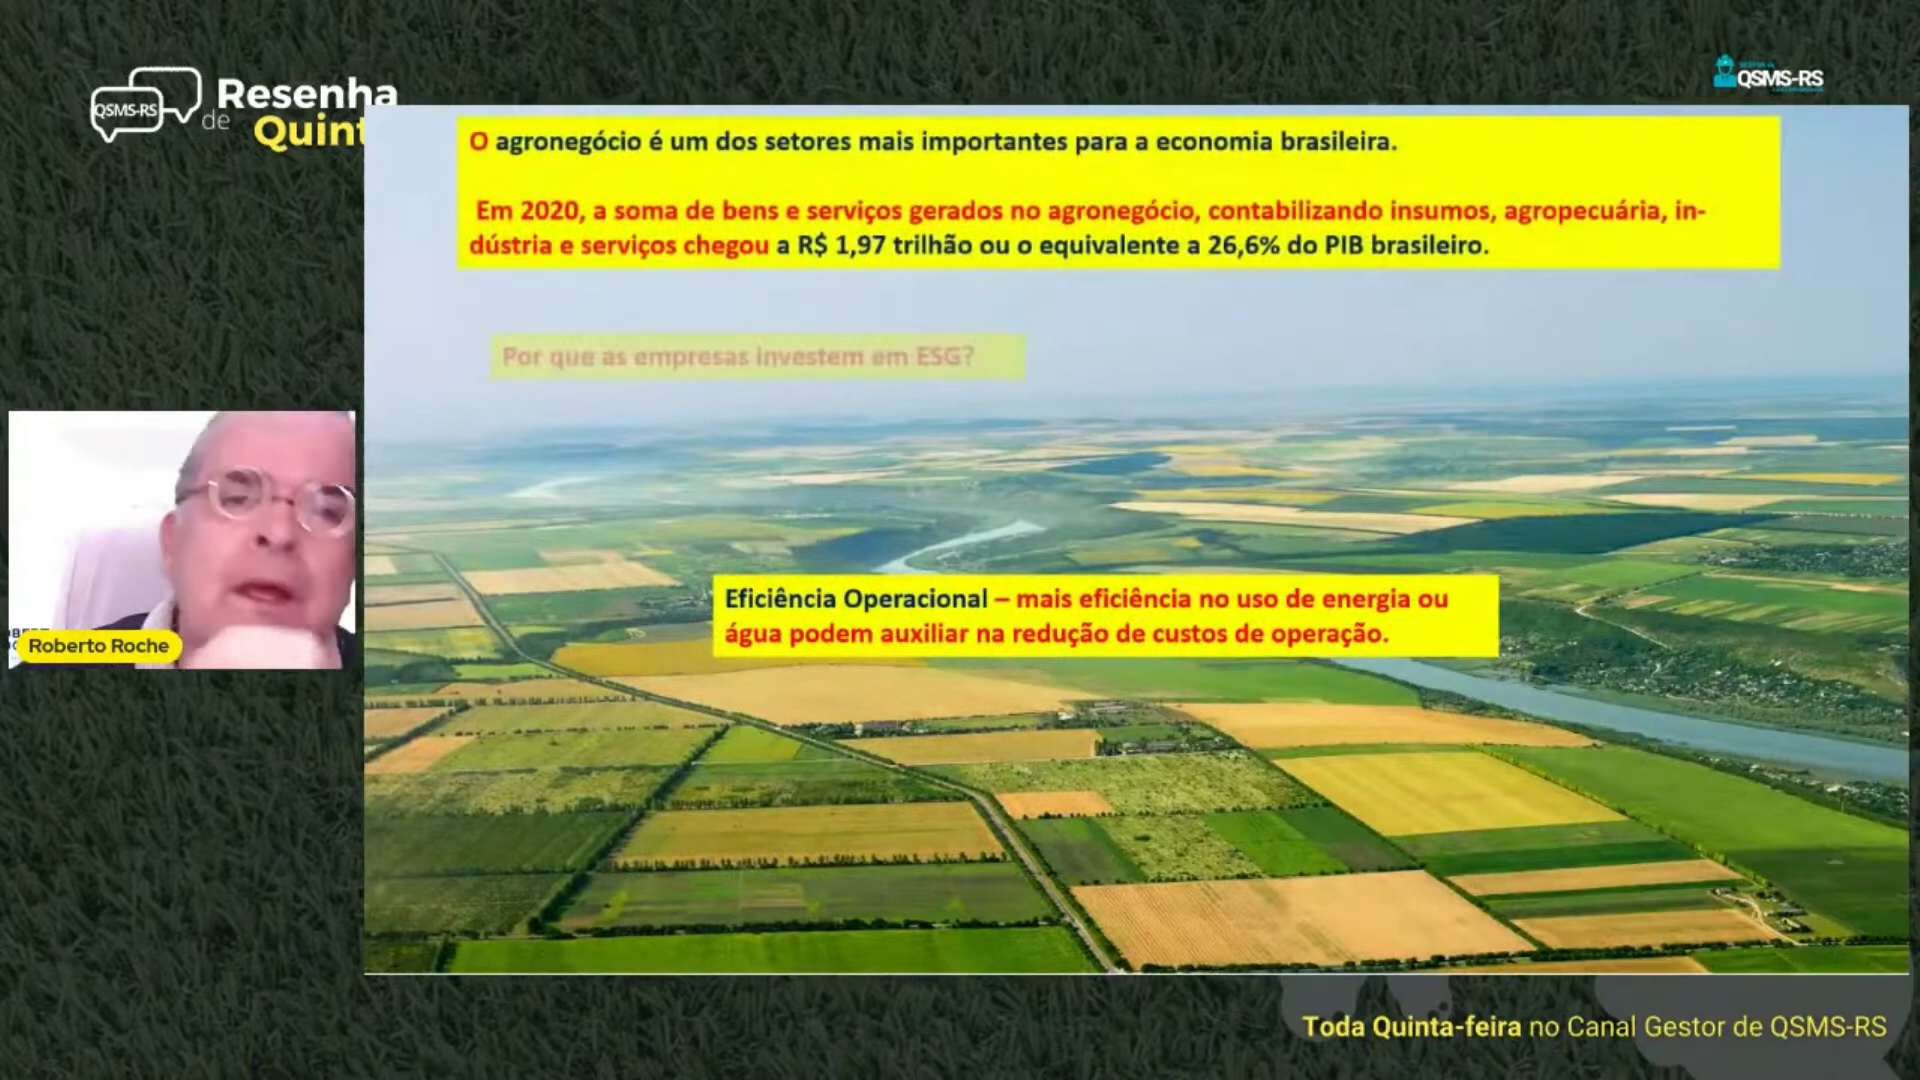 QSMS-RS
Resenha
de
Quint
QSMS-RS
O agronegócio é um dos setores mais importantes para a economia brasileira.
Em 2020, a soma de bens e serviços gerados no agronegócio, contabilizando insumos, agropecuária, in-
dústria e serviços chegou a R$ 1,97 trilhão ou o equivalente a 26,6% do PIB brasileiro.
Por que as empresas investem em ESG?
Eficiência Operacional – mais eficiência no uso de energia ou
água podem auxiliar na redução de custos de operação.
Roberto Roche
Toda Quinta-feira no Canal Gestor de QSMS-RS